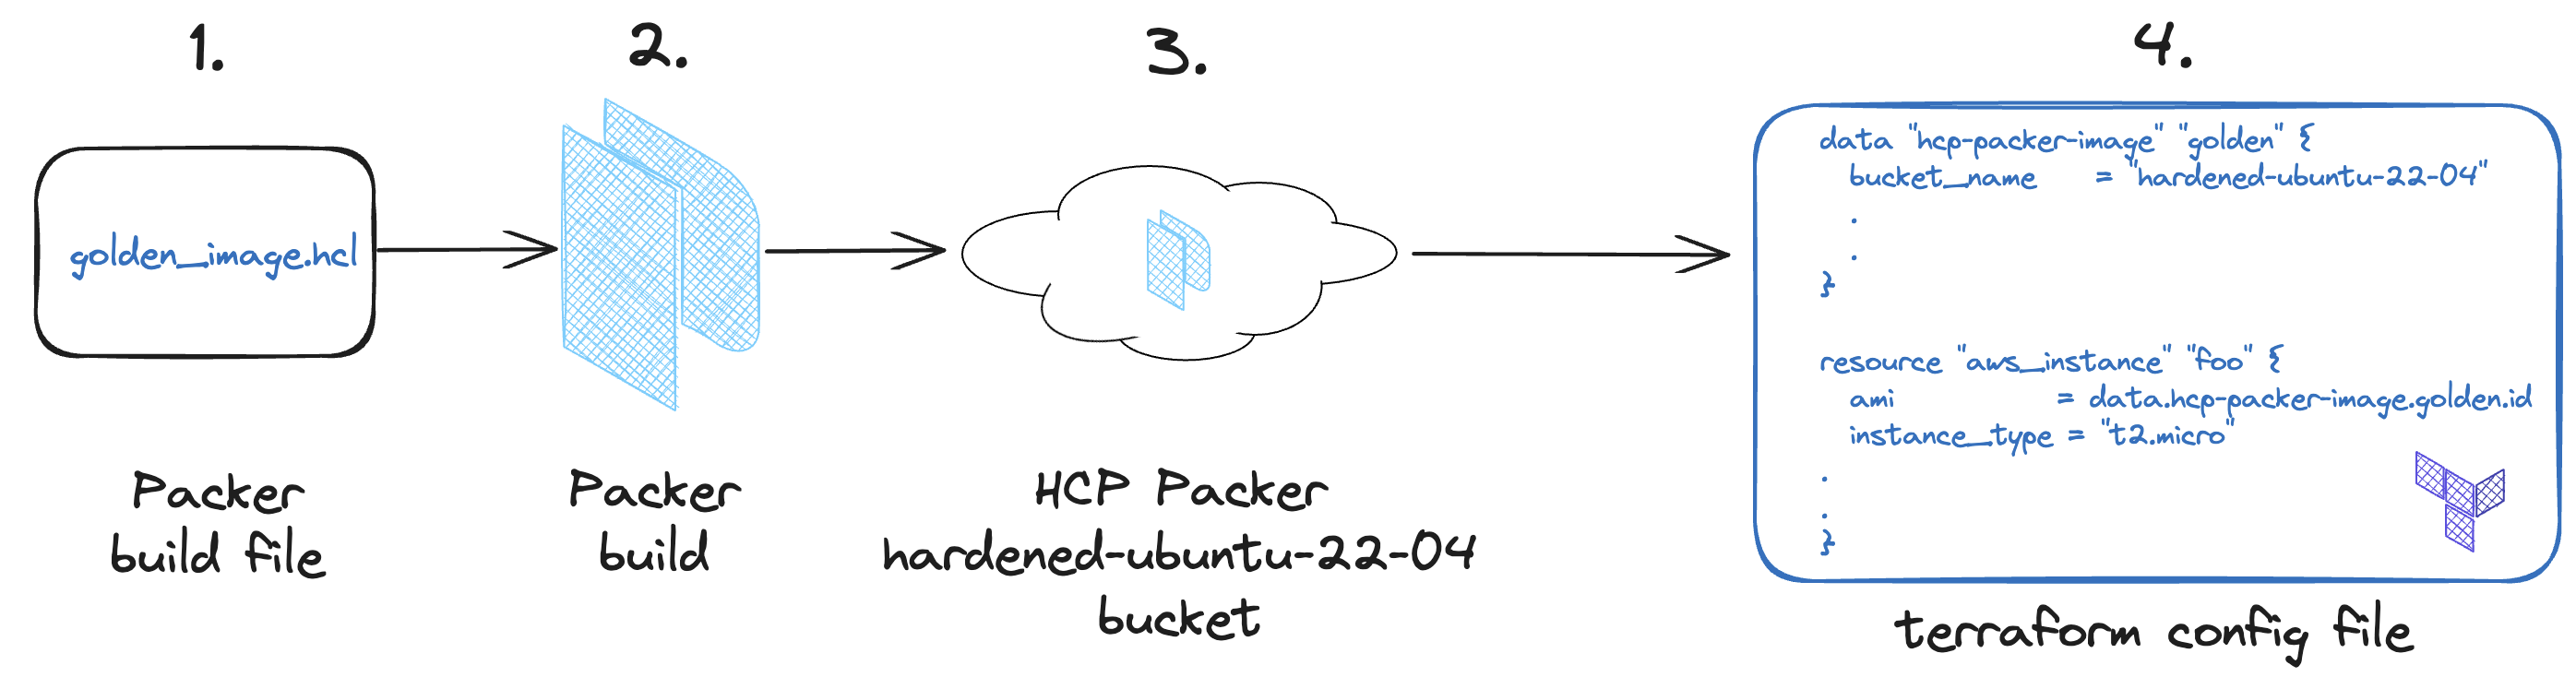 1.
2.
3.
4.
golden_image.hcl
data "hcp-packer-image" "golden" {
bucket_name = "hardened-ubuntu-22-04"
.
.
}
resource "aws_instance" "foo" {
ami = data.hcp-packer-image.golden.id
instance_type = "t2.micro"
.
.
}
Packer
build file
Packer
build
HCP Packer
hardened-ubuntu-22-04
bucket
terraform config file